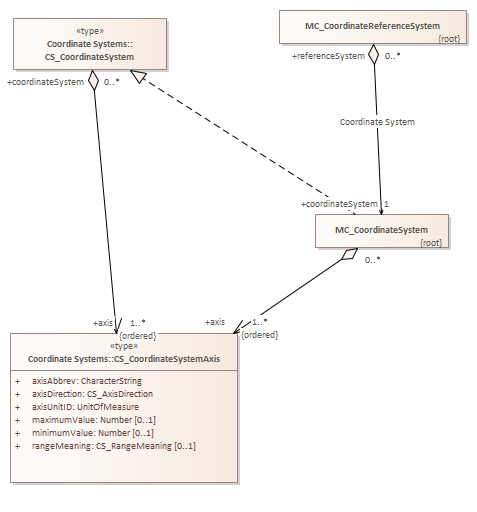 «type»
Coordinate Systems::
CS_CoordinateSystem
MC_CoordinateReferenceSystem
{root}
+coordinateSystem 0..*
+referenceSystem 0..*
Coordinate System
+coordinateSystem 1
MC_CoordinateSystem
{root}
0..*
+axis 1..*
{ordered}
+axis 1..*
{ordered}
«type»
Coordinate Systems::CS_CoordinateSystemAxis
+ axisAbbrev: CharacterString
+ axisDirection: CS_AxisDirection
+ axisUnitID: UnitOfMeasure
+ maximumValue: Number [0..1]
+ minimumValue: Number [0..1]
+ rangeMeaning: CS_RangeMeaning [0..1]